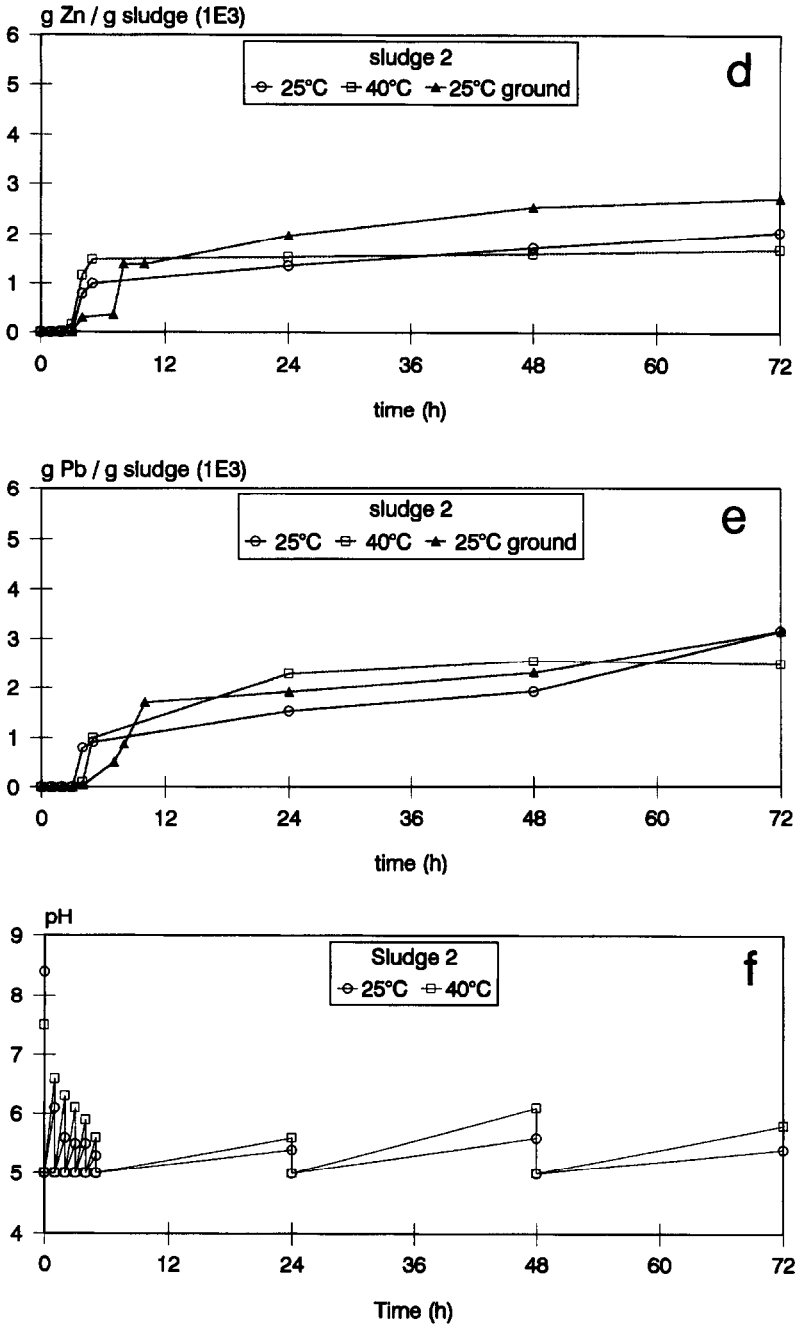 g Zn / g sludge (1E3)
6
5
4
3
2
1
0
sludge 2
25°C 40°C 25°C ground
d
0 12 24 36 48 60 72
time (h)
g Pb / g sludge (1E3)
6
5
4
3
2
1
0
sludge 2
25°C 40°C 25°C ground
e
0 12 24 36 48 60 72
time (h)
pH
9
8
7
6
5
4
Sludge 2
25°C 40°C
f
0 12 24 36 48 60 72
Time (h)